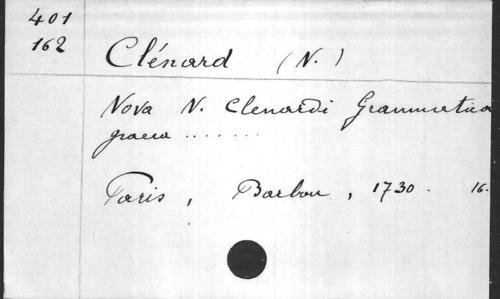 401
162
Clénard (N.)
Nova N. Clenardi Grammatica
graeca .......
Paris, Barbou, 1730. 16.